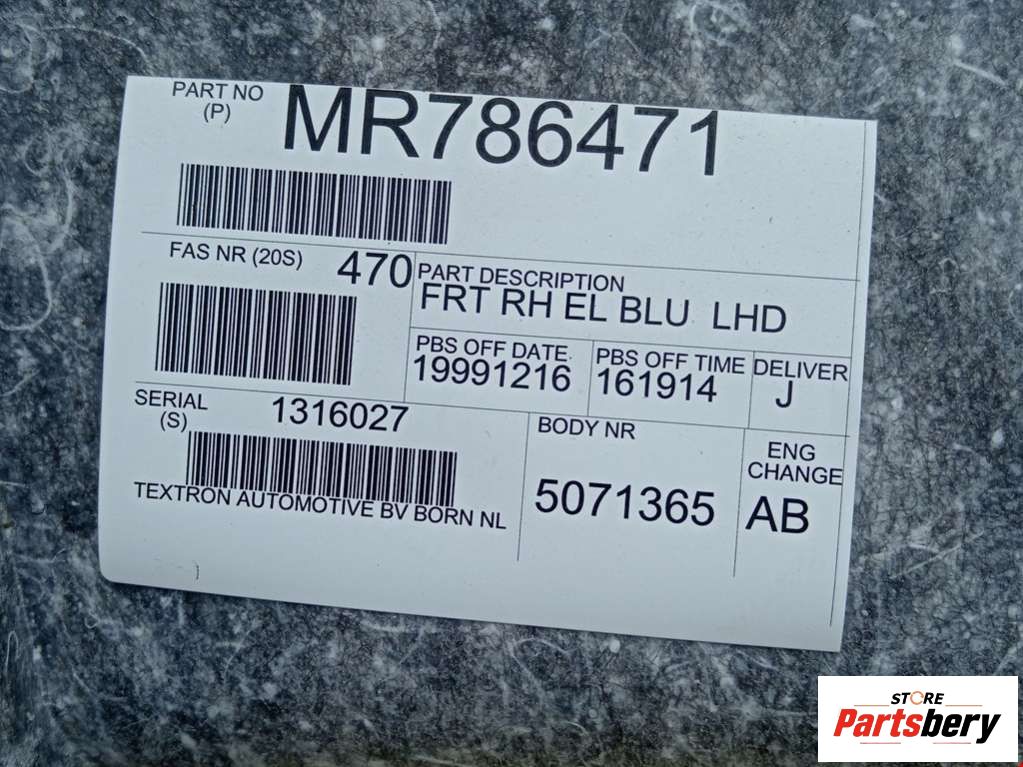 PART NO
(P)
MR786471
FAS NR (20S)
470
PART DESCRIPTION
FRT RH EL BLU LHD
PBS OFF DATE
19991216
PBS OFF TIME
161914
DELIVER
J
SERIAL
(S)
1316027
TEXTRON AUTOMOTIVE BV BORN NL
BODY NR
5071365
ENG
CHANGE
AB
STORE
Partsbery